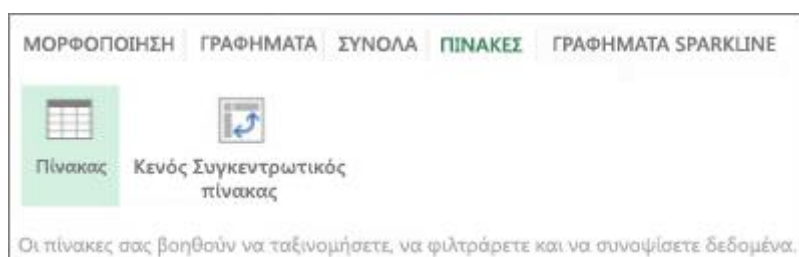 ΜΟΡΦΟΠΟΙΗΣΗ ΓΡΑΦΗΜΑΤΑ ΣΥΝΟΛΑ ΠΙΝΑΚΕΣ ΓΡΑΦΗΜΑΤΑ SPARKLINE
Πίνακας Κενός Συγκεντρωτικός
πίνακας
Οι πίνακες σας βοηθούν να ταξινομήσετε, να φιλτράρετε και να συνοψίσετε δεδομένα.